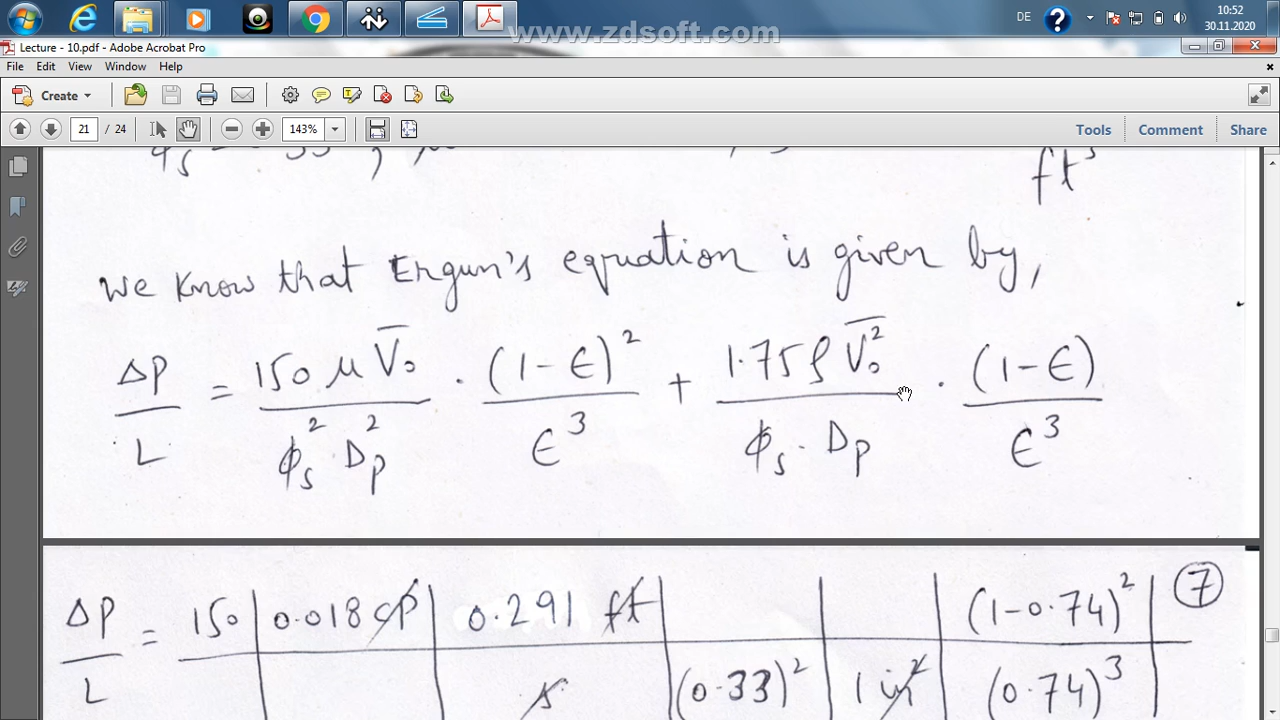 10:52
DE
30.11.2020
www.zdsoft.com
Lecture - 10.pdf - Adobe Acrobat Pro
File Edit View Window Help
Create
21 / 24 143% Tools Comment Share
ft³
We know that Ergun's equation is given by,
ΔP/L = 150 μ V̅₀/(ϕₛ² Dₚ²) · (1-ϵ)²/ϵ³ + 1.75 ρ V̅₀²/(ϕₛ · Dₚ) · (1-ϵ)/ϵ³
7
ΔP/L = 150 | 0.018 cP | 0.291 ft/s | 1/(0.33)² | 1 in² | (1-0.74)²/(0.74)³